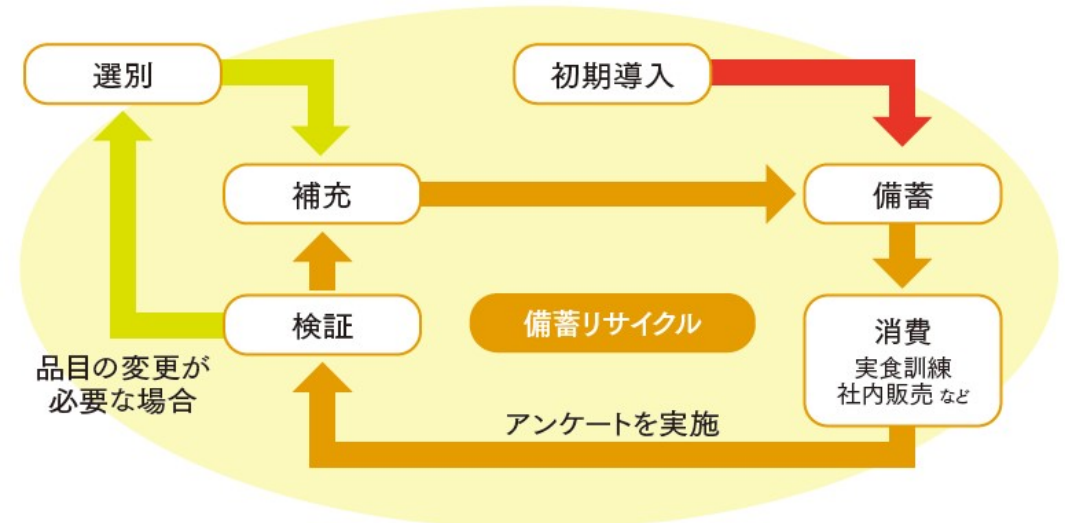 選別
初期導入
補充
備蓄
検証
備蓄リサイクル
消費
実食訓練
社内販売 など
品目の変更が
必要な場合
アンケートを実施